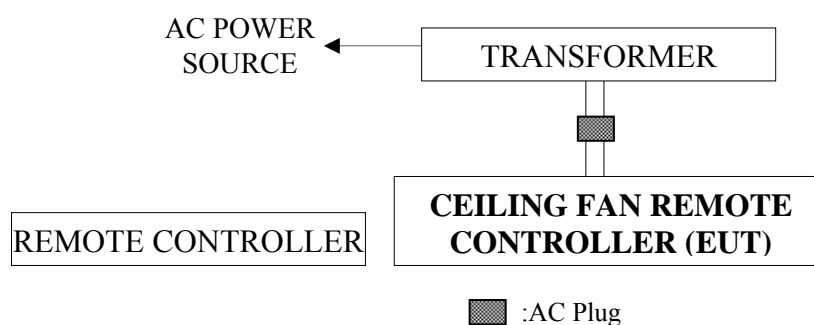 AC POWER
SOURCE
TRANSFORMER
CEILING FAN REMOTE
CONTROLLER (EUT)
REMOTE CONTROLLER
:AC Plug